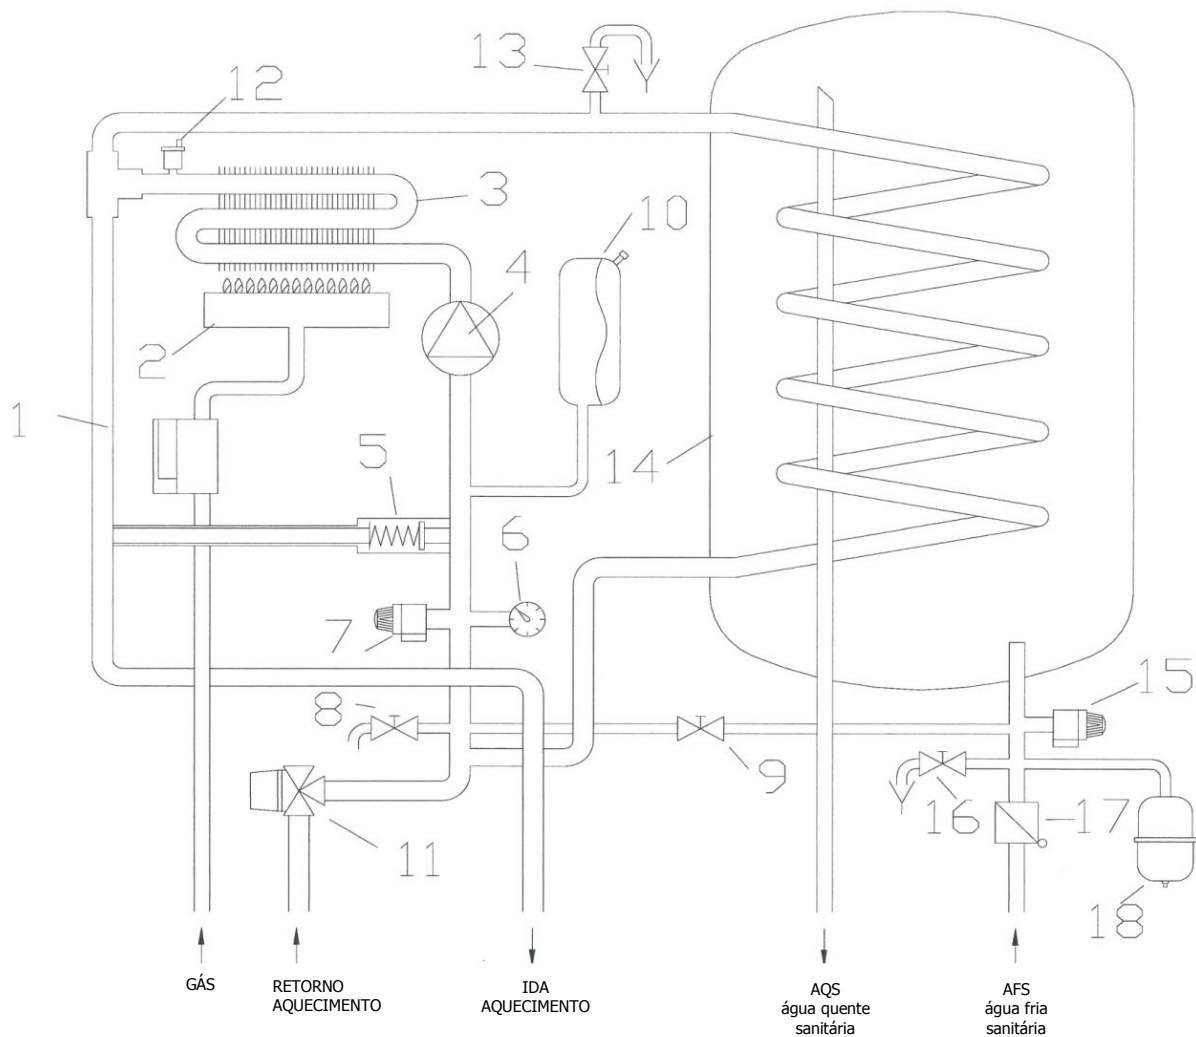 13
12
3
10
4
2
1
5
14
6
7
8
15
9
16
17
11
18
GÁS
RETORNO
AQUECIMENTO
IDA
AQUECIMENTO
AQS
água quente
sanitária
AFS
água fria
sanitária